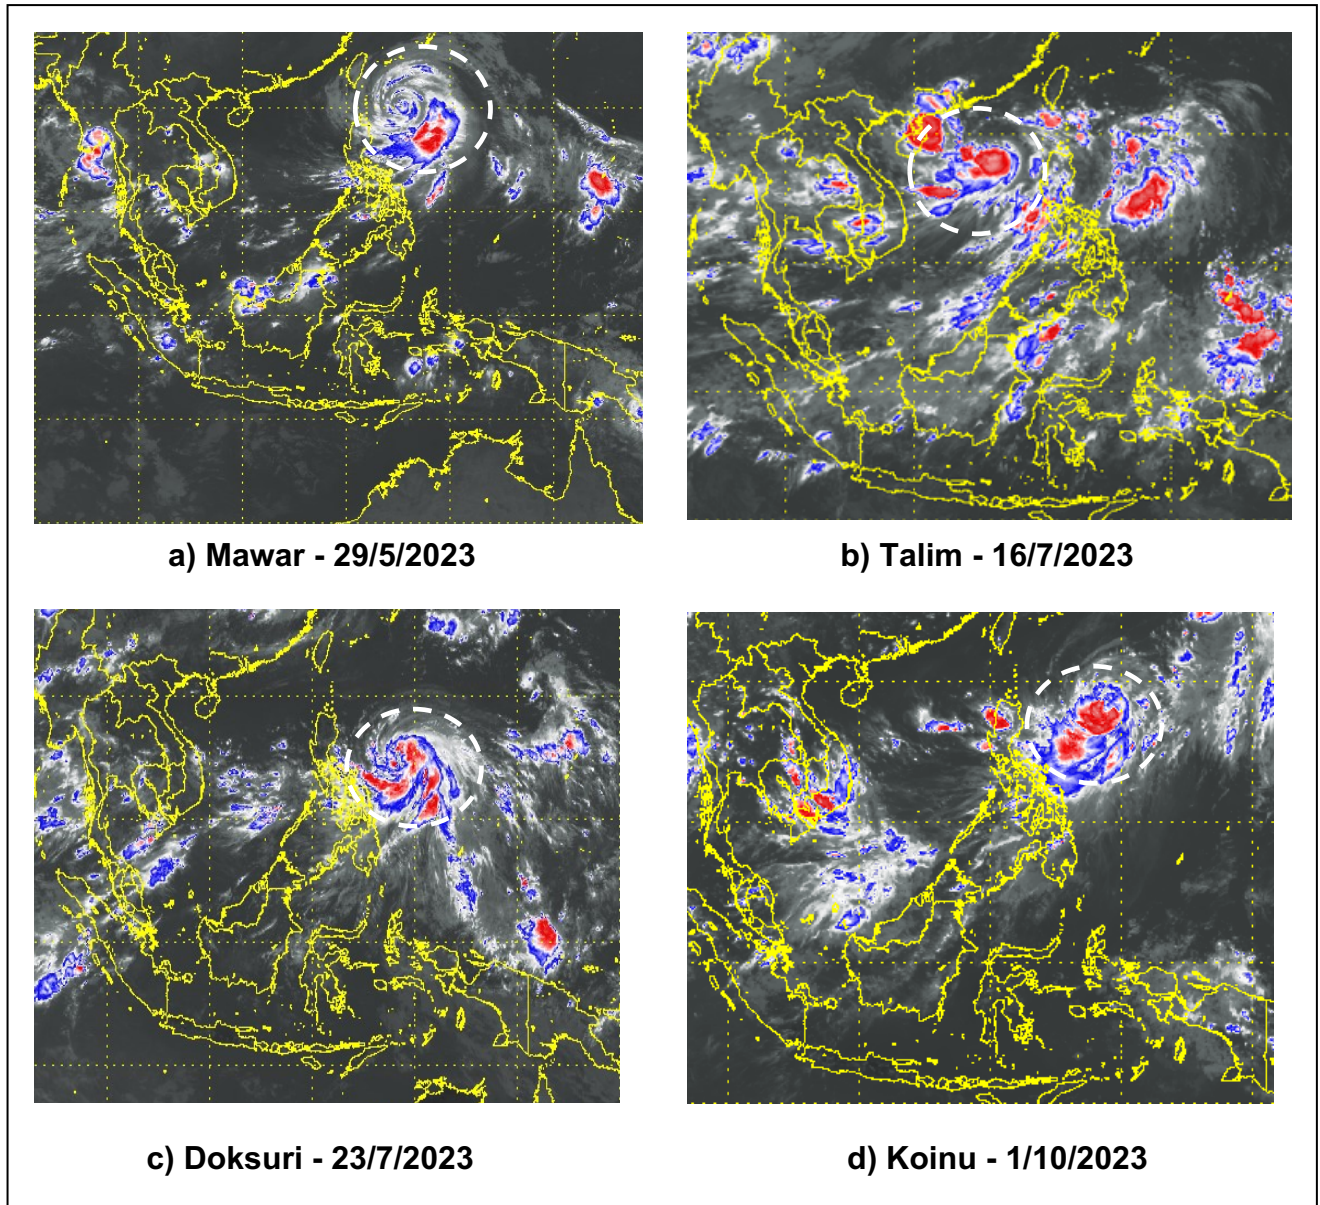 a) Mawar - 29/5/2023
b) Talim - 16/7/2023
c) Doksuri - 23/7/2023
d) Koinu - 1/10/2023